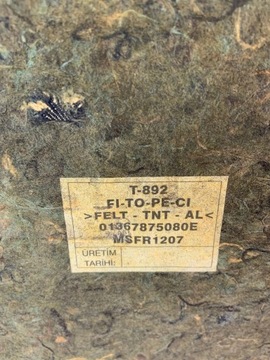 T-892
FI-TO-PE-CI
>FELT - TNT - AL<
01367875080E
MSFR1207
ÜRETİM
TARİHİ: